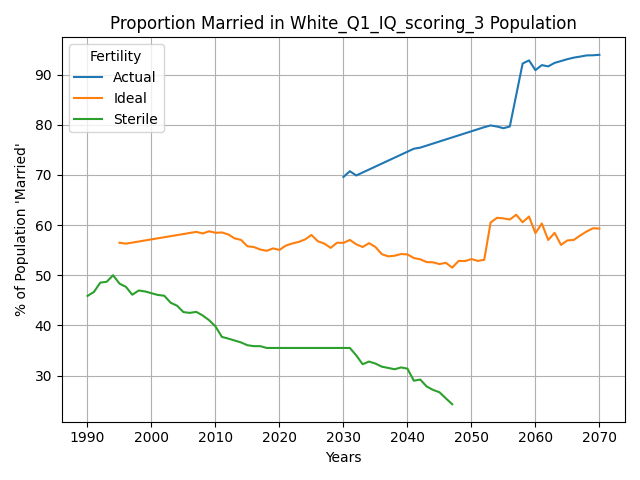 Proportion Married in White_Q1_IQ_scoring_3 Population
% of Population 'Married'
90
80
70
60
50
40
30
Fertility
Actual
Ideal
Sterile
1990 2000 2010 2020 2030 2040 2050 2060 2070
Years